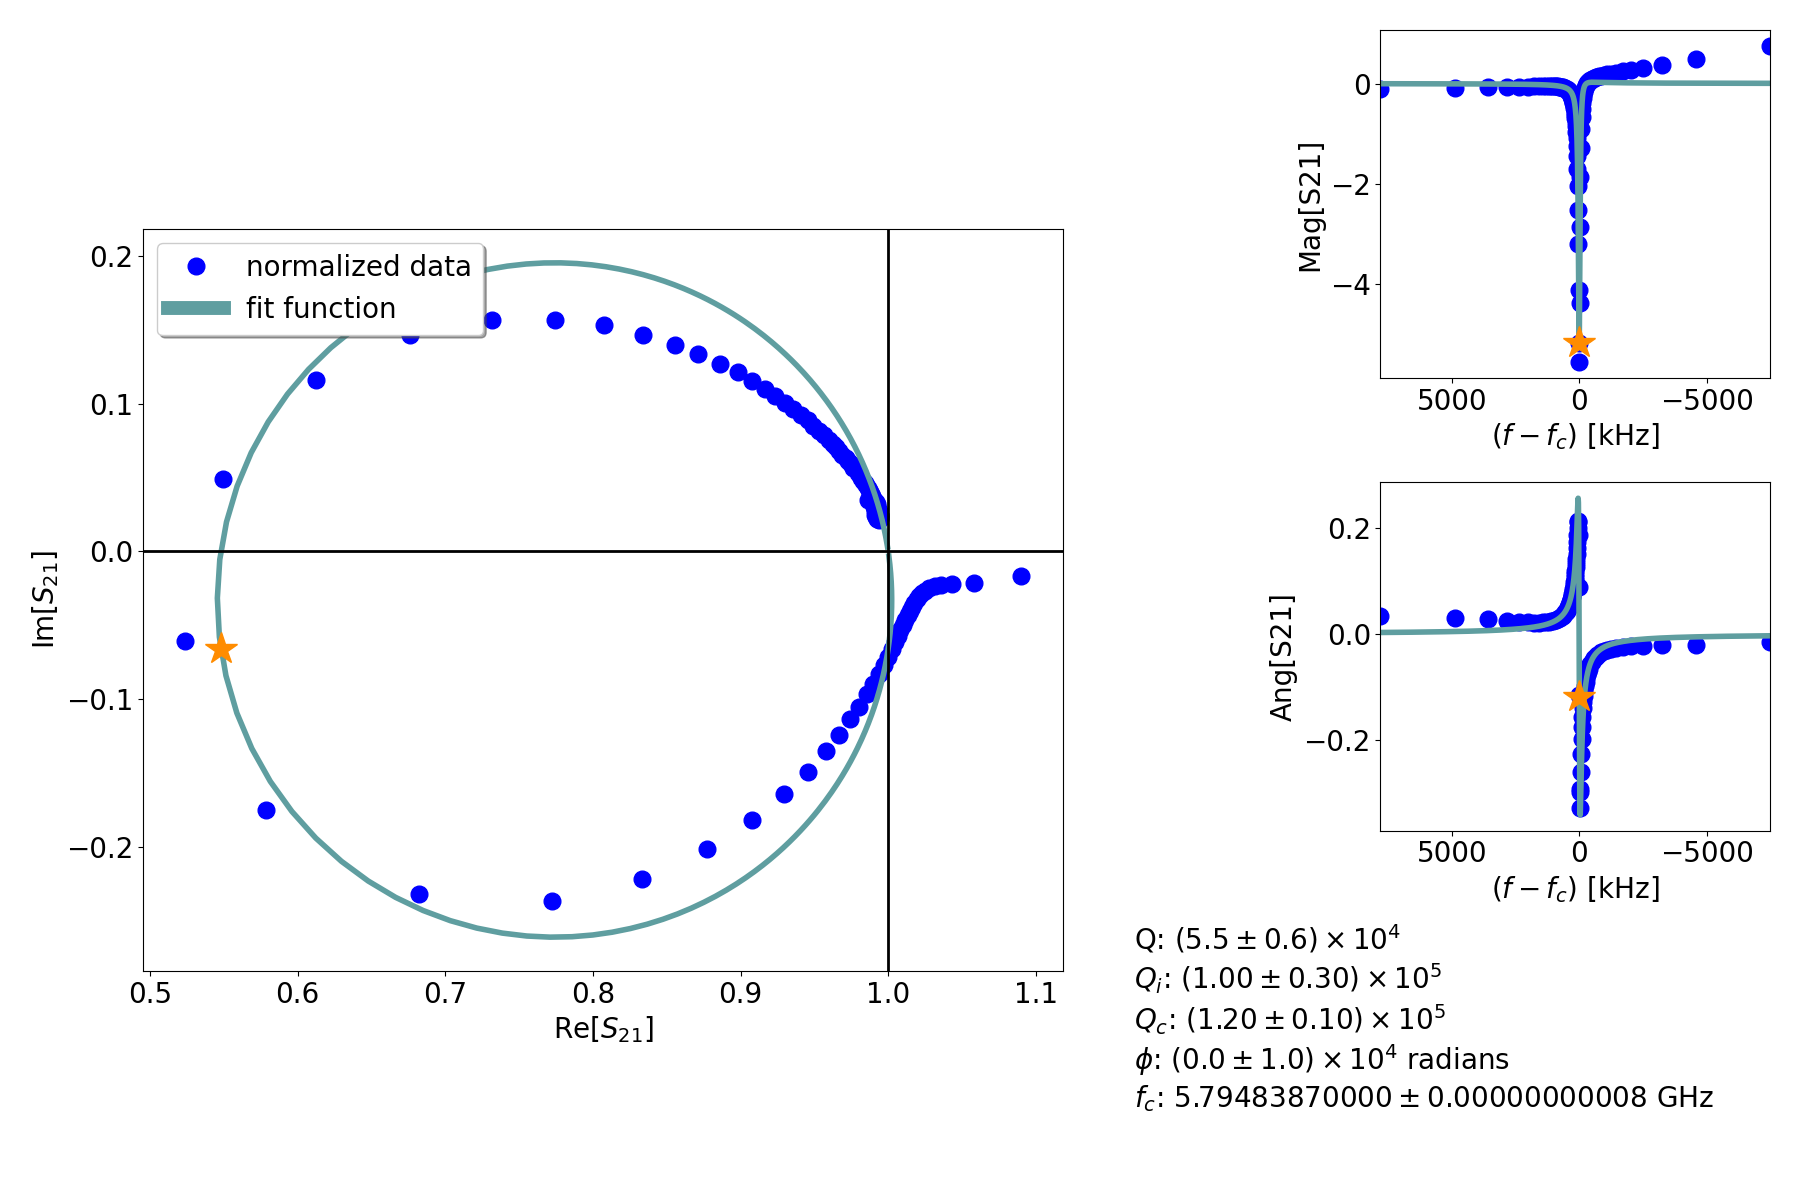 normalized data
fit function
0.2
0.1
0.0
−0.1
−0.2
Im[S21]
0.5 0.6 0.7 0.8 0.9 1.0 1.1
Re[S21]
0
−2
−4
Mag[S21]
5000 0 −5000
(f − fc) [kHz]
0.2
0.0
−0.2
Ang[S21]
5000 0 −5000
(f − fc) [kHz]
Q: (5.5 ± 0.6) × 10^4
Qi: (1.00 ± 0.30) × 10^5
Qc: (1.20 ± 0.10) × 10^5
ϕ: (0.0 ± 1.0) × 10^4 radians
fc: 5.79483870000 ± 0.00000000008 GHz